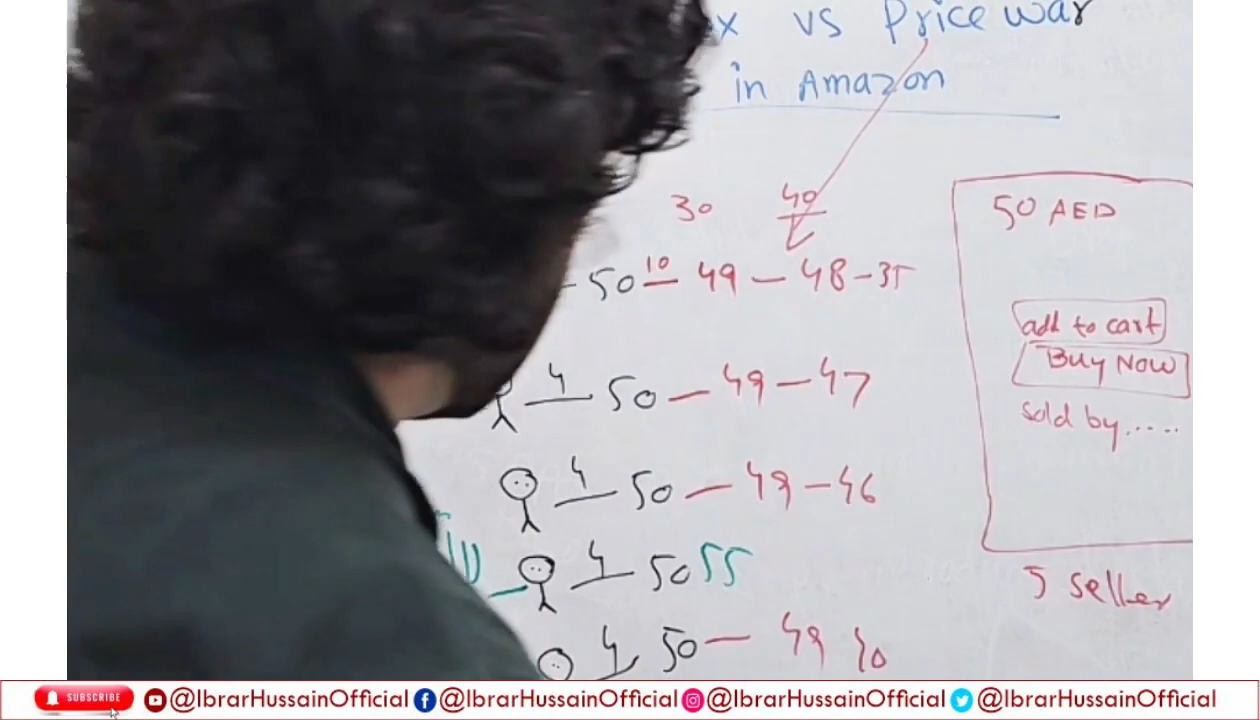 x vs Price war
in Amazon
30 40
50 10 49 - 48 - 35
4 50 - 49 - 47
4 50 - 49 - 46
4 50 55
4 50 - 49 40
50 AED
add to cart
Buy Now
sold by.....
5 seller
SUBSCRIBE @IbrarHussainOfficial @IbrarHussainOfficial @IbrarHussainOfficial @IbrarHussainOfficial